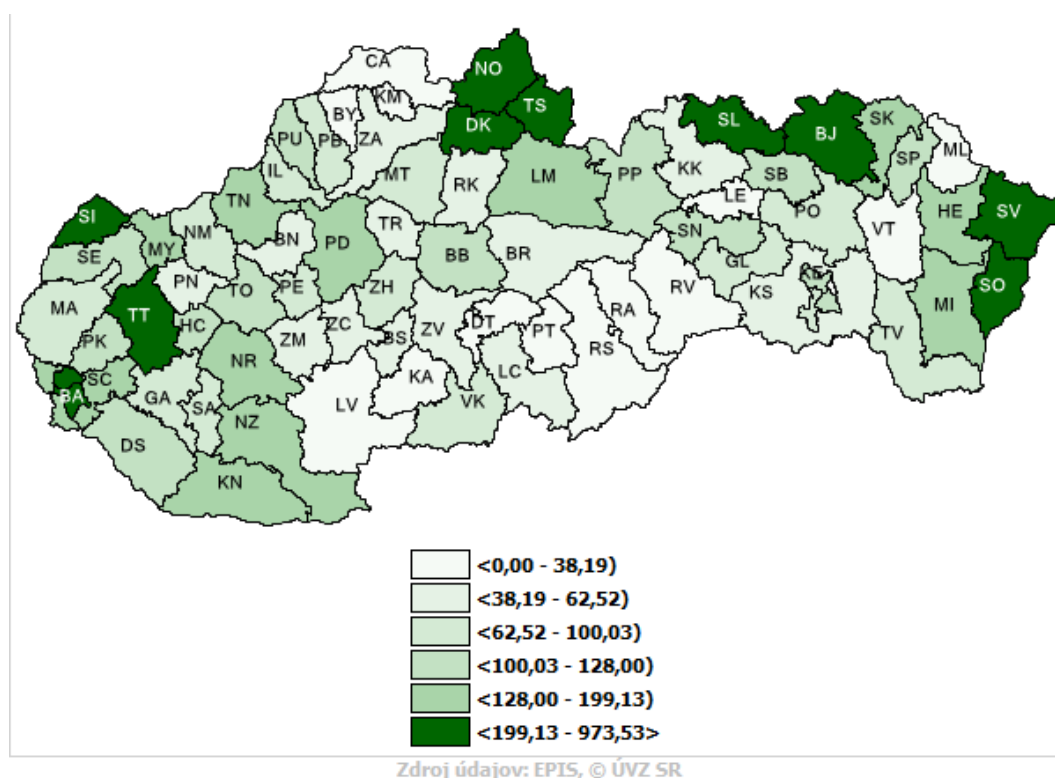 CA
NO
KM
TS
BY
DK
SL
BJ
SK
PU
PB
ZA
SP
ML
IL
MT
RK
LM
PP
KK
SB
LE
TN
SI
PO
HE
SV
NM
BN
TR
SN
VT
MY
SE
PD
BB
BR
GL
KE
PN
PE
ZH
RV
KS
SO
TO
MA
TT
HC
ZM
ZC
BS
ZV
DT
PT
RA
MI
TV
PK
NR
RS
SC
LC
BA
GA
SA
KA
LV
VK
NZ
DS
KN
<0,00 - 38,19)
<38,19 - 62,52)
<62,52 - 100,03)
<100,03 - 128,00)
<128,00 - 199,13)
<199,13 - 973,53>
Zdroj údajov: EPIS, © ÚVZ SR